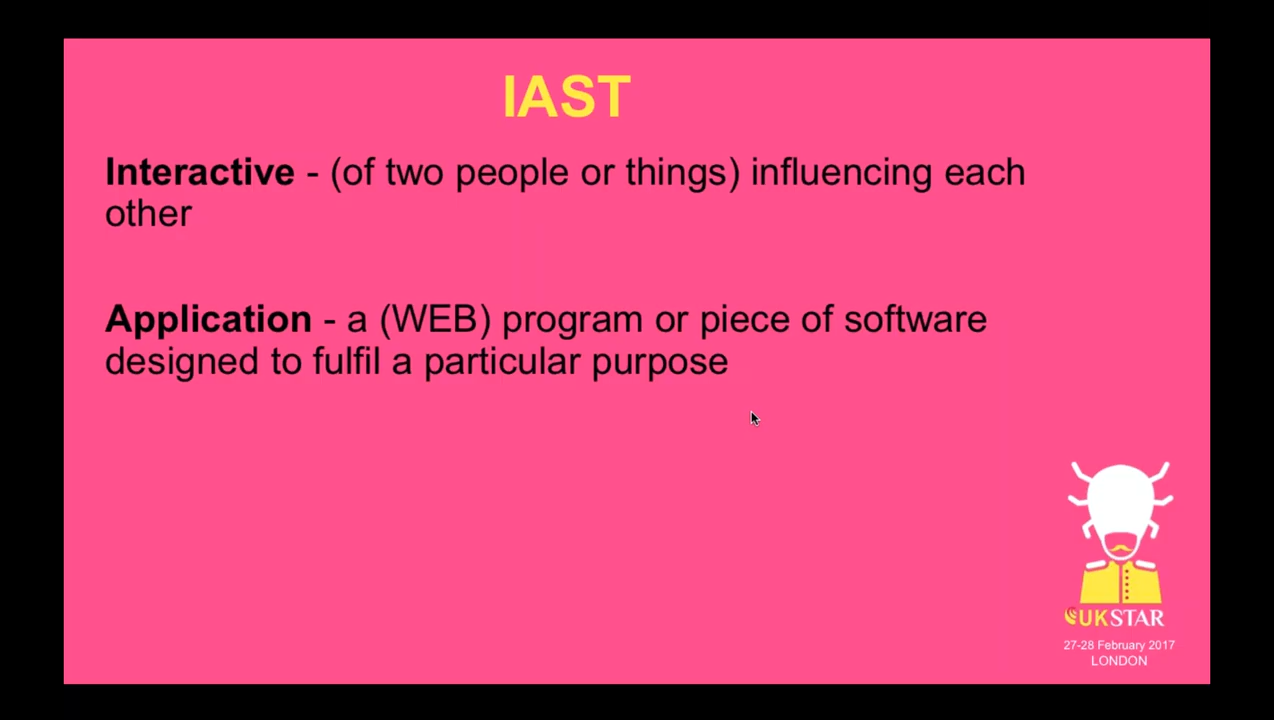 IAST
Interactive - (of two people or things) influencing each
other
Application - a (WEB) program or piece of software
designed to fulfil a particular purpose
UKSTAR
27-28 February 2017
LONDON